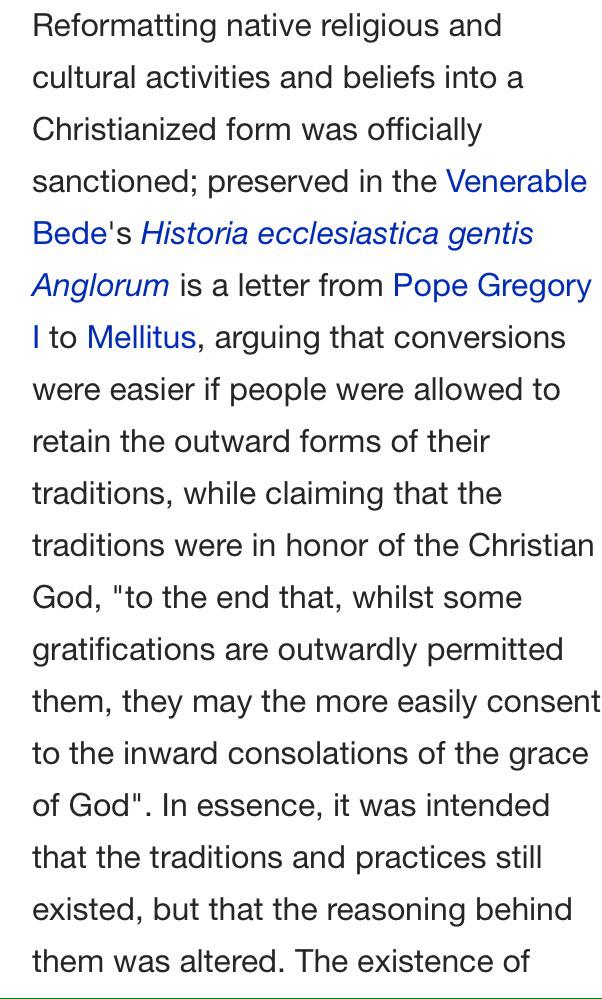 Reformatting native religious and
cultural activities and beliefs into a
Christianized form was officially
sanctioned; preserved in the Venerable
Bede's Historia ecclesiastica gentis
Anglorum is a letter from Pope Gregory
I to Mellitus, arguing that conversions
were easier if people were allowed to
retain the outward forms of their
traditions, while claiming that the
traditions were in honor of the Christian
God, "to the end that, whilst some
gratifications are outwardly permitted
them, they may the more easily consent
to the inward consolations of the grace
of God". In essence, it was intended
that the traditions and practices still
existed, but that the reasoning behind
them was altered. The existence of